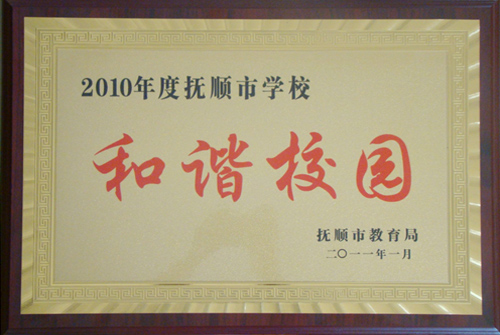 2010年度抚顺市学校
和谐校园
抚顺市教育局
二〇一一年一月